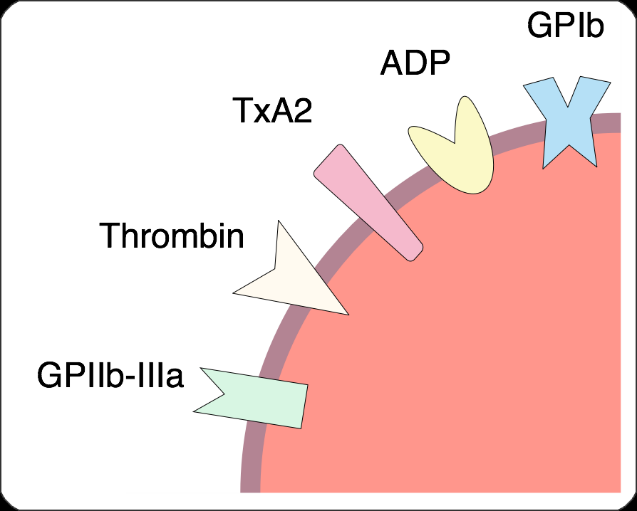 GPIb
ADP
TxA2
Thrombin
GPIIb-IIIa